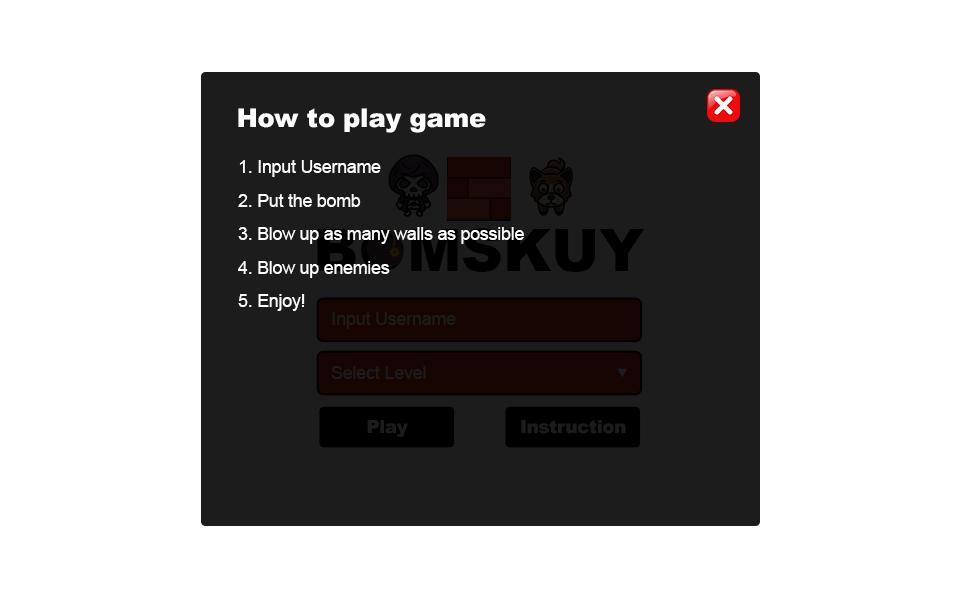 How to play game
1. Input Username
2. Put the bomb
3. Blow up as many walls as possible
BOMSKUY
4. Blow up enemies
5. Enjoy!
Input Username
Select Level
Play
Instruction